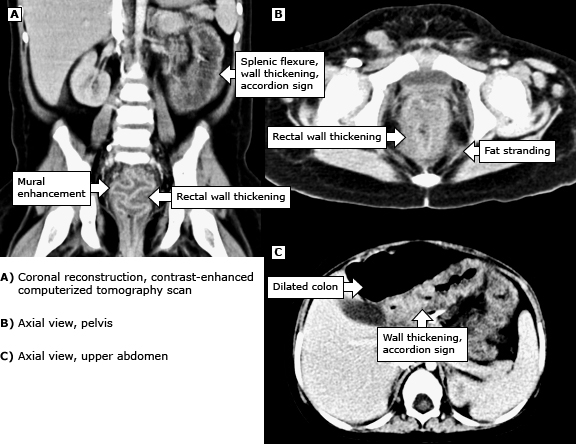 A
Splenic flexure,
wall thickening,
accordion sign
Mural
enhancement
Rectal wall thickening
B
Rectal wall thickening
Fat stranding
C
Dilated colon
Wall thickening,
accordion sign
A) Coronal reconstruction, contrast-enhanced
computerized tomography scan
B) Axial view, pelvis
C) Axial view, upper abdomen